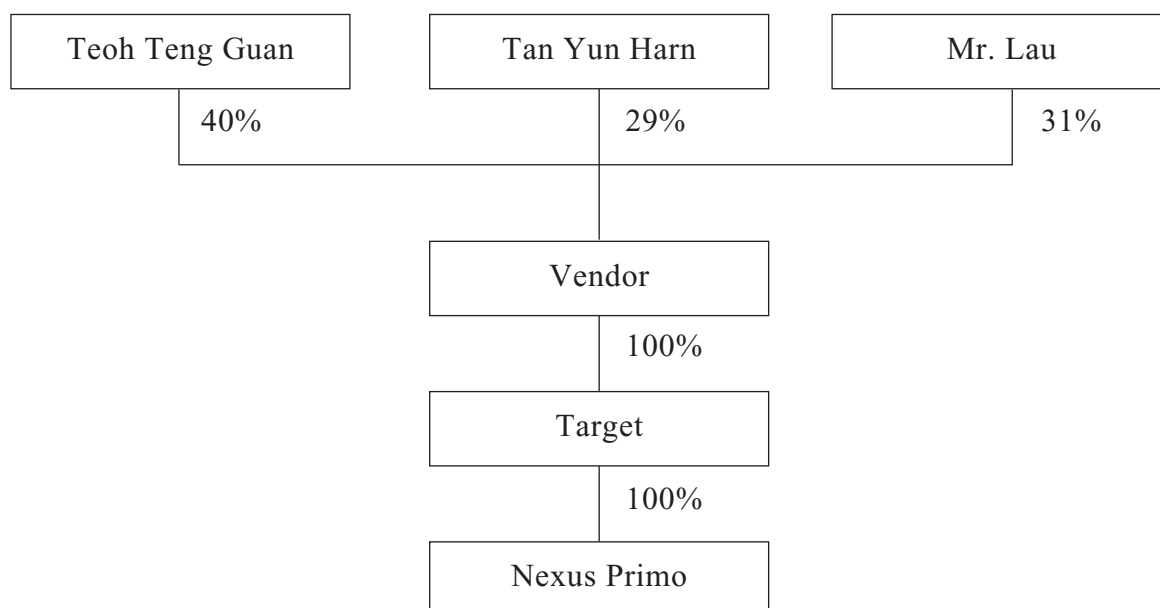 Teoh Teng Guan
Tan Yun Harn
Mr. Lau
40%
29%
31%
Vendor
100%
Target
100%
Nexus Primo